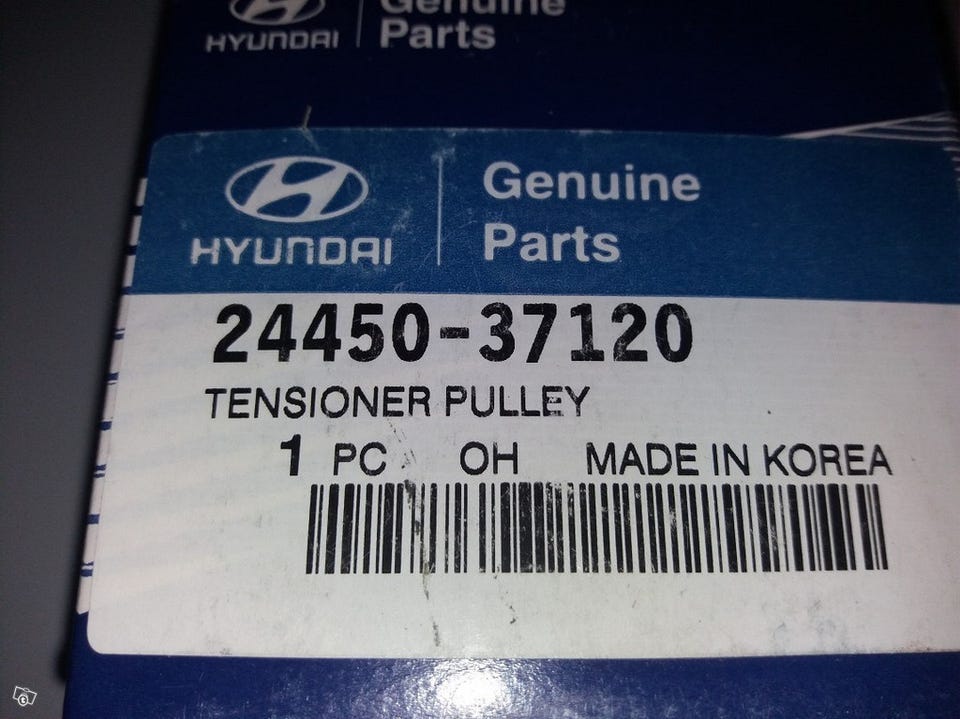 HYUNDAI
Genuine
Parts
HYUNDAI
Genuine
Parts
24450-37120
TENSIONER PULLEY
1 PC OH MADE IN KOREA